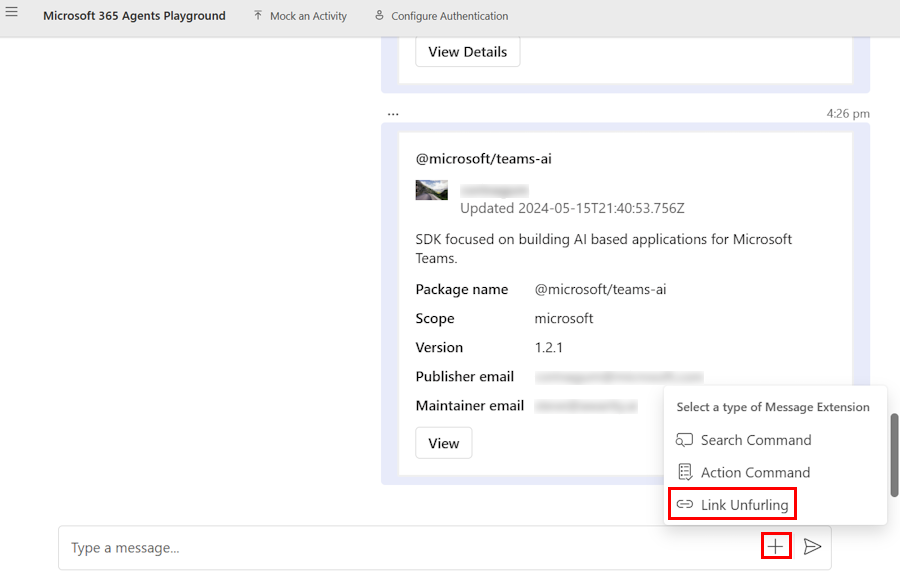 Microsoft 365 Agents Playground Mock an Activity Configure Authentication
View Details
... 4:26 pm
@microsoft/teams-ai
Updated 2024-05-15T21:40:53.756Z
SDK focused on building AI based applications for Microsoft
Teams.
Package name @microsoft/teams-ai
Scope microsoft
Version 1.2.1
Publisher email
Maintainer email
View
Select a type of Message Extension
Search Command
Action Command
Link Unfurling
Type a message...